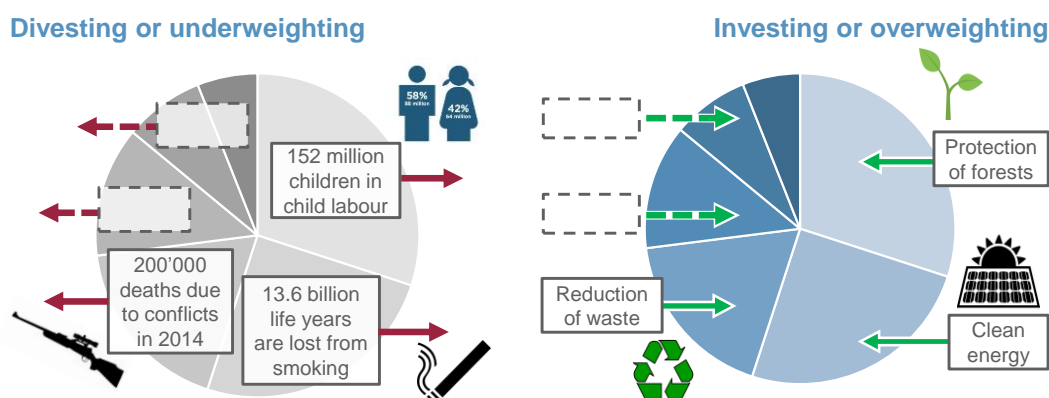 Divesting or underweighting
58%
88 million
42%
64 million
152 million
children in
child labour
200'000
deaths due
to conflicts
in 2014
13.6 billion
life years
are lost from
smoking
Investing or overweighting
Protection
of forests
Reduction
of waste
Clean
energy